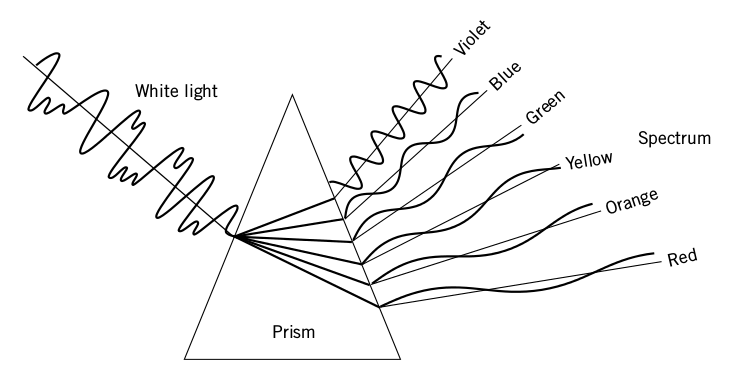 White light
Violet
Blue
Green
Yellow
Orange
Red
Spectrum
Prism